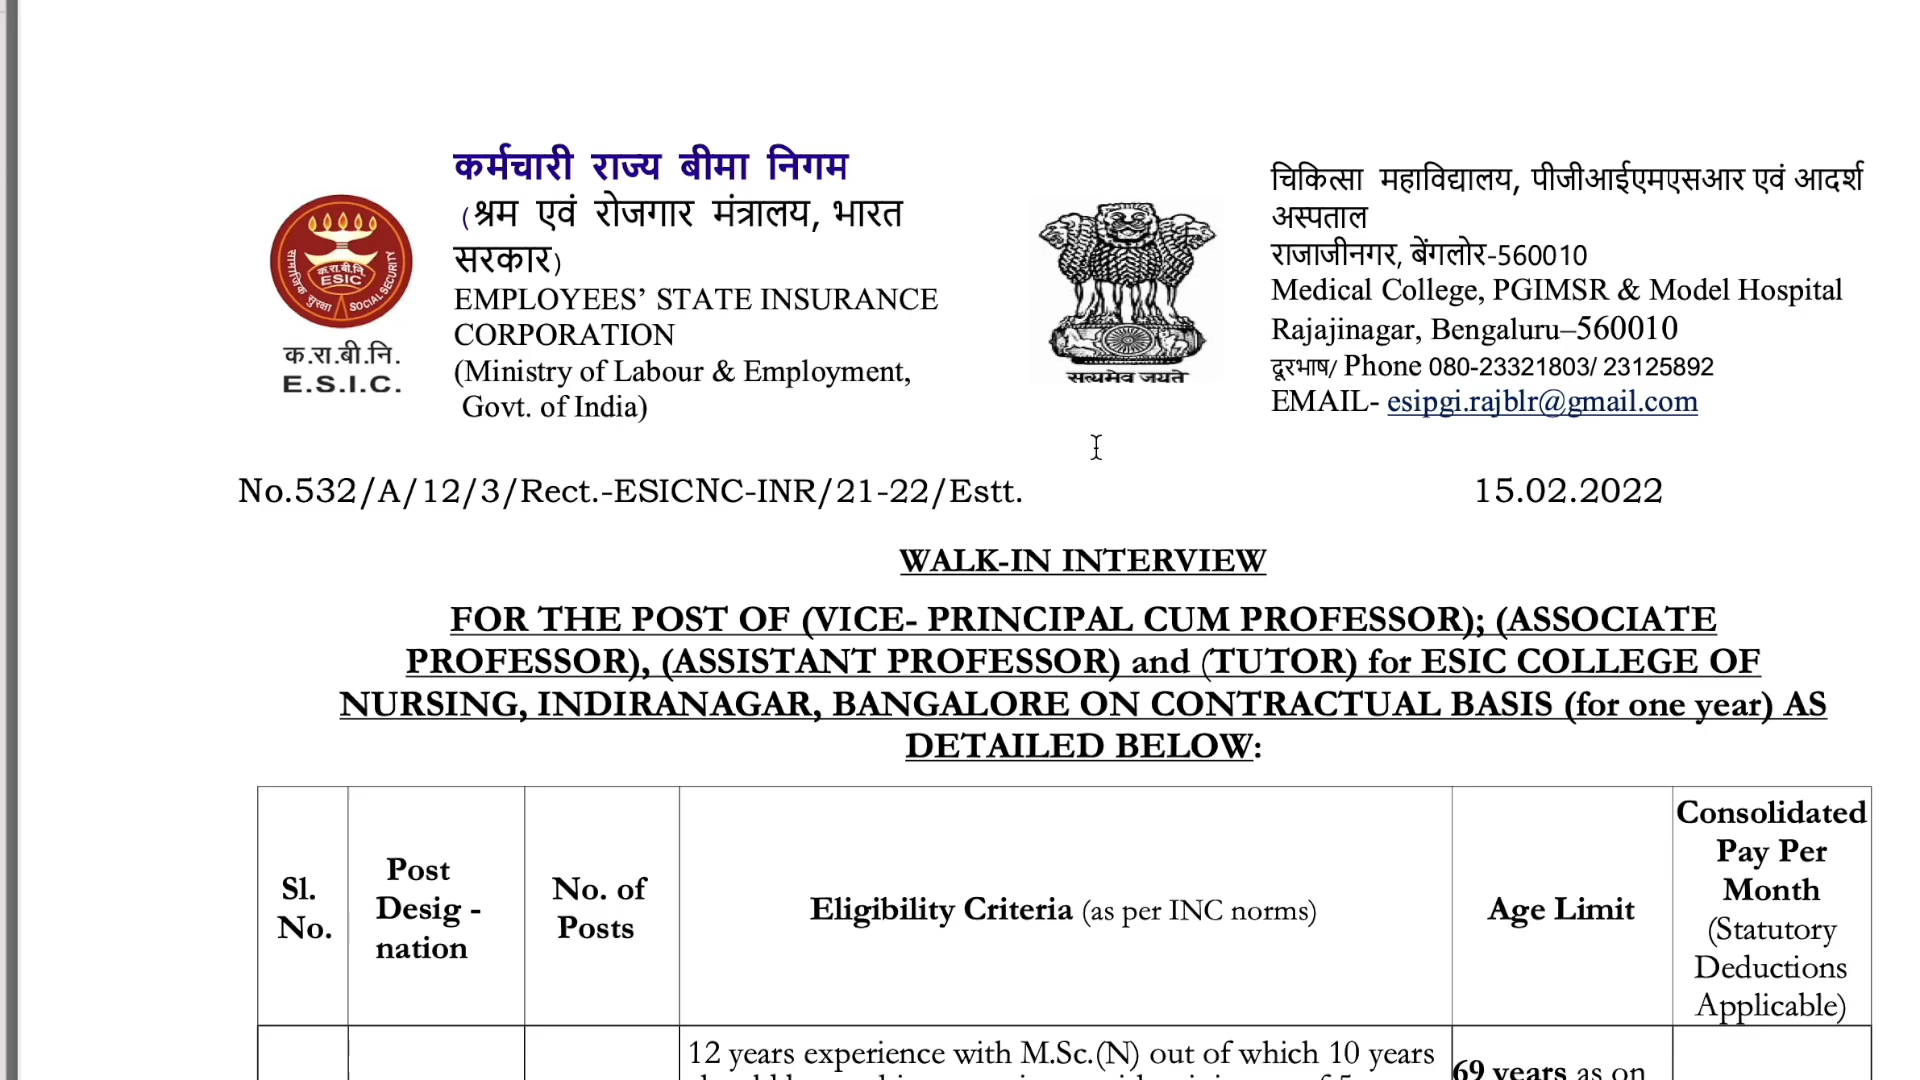 कर्मचारी राज्य बीमा निगम
(श्रम एवं रोजगार मंत्रालय, भारत
सरकार)
EMPLOYEES’ STATE INSURANCE
CORPORATION
(Ministry of Labour & Employment,
Govt. of India)
सामाजिक सुरक्षा
क.रा.बी.नि.
ESIC
SOCIAL SECURITY
क.रा.बी.नि.
E.S.I.C.
सत्यमेव जयते
चिकित्सा महाविद्यालय, पीजीआईएमएसआर एवं आदर्श
अस्पताल
राजाजीनगर, बेंगलोर-560010
Medical College, PGIMSR & Model Hospital
Rajajinagar, Bengaluru–560010
दूरभाष/ Phone 080-23321803/ 23125892
EMAIL- esipgi.rajblr@gmail.com
No.532/A/12/3/Rect.-ESICNC-INR/21-22/Estt. 15.02.2022
WALK-IN INTERVIEW
FOR THE POST OF (VICE- PRINCIPAL CUM PROFESSOR); (ASSOCIATE
PROFESSOR), (ASSISTANT PROFESSOR) and (TUTOR) for ESIC COLLEGE OF
NURSING, INDIRANAGAR, BANGALORE ON CONTRACTUAL BASIS (for one year) AS
DETAILED BELOW:
Sl.
No.
Post
Desig -
nation
No. of
Posts
Eligibility Criteria (as per INC norms)
Age Limit
Consolidated
Pay Per
Month
(Statutory
Deductions
Applicable)
12 years experience with M.Sc.(N) out of which 10 years
69 years as on